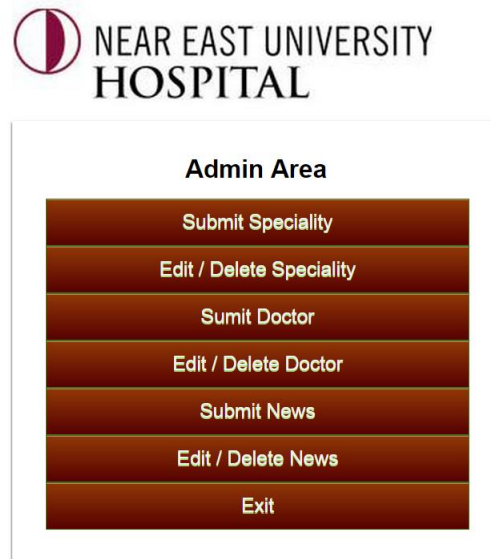 NEAR EAST UNIVERSITY
HOSPITAL
Admin Area
Submit Speciality
Edit / Delete Speciality
Sumit Doctor
Edit / Delete Doctor
Submit News
Edit / Delete News
Exit